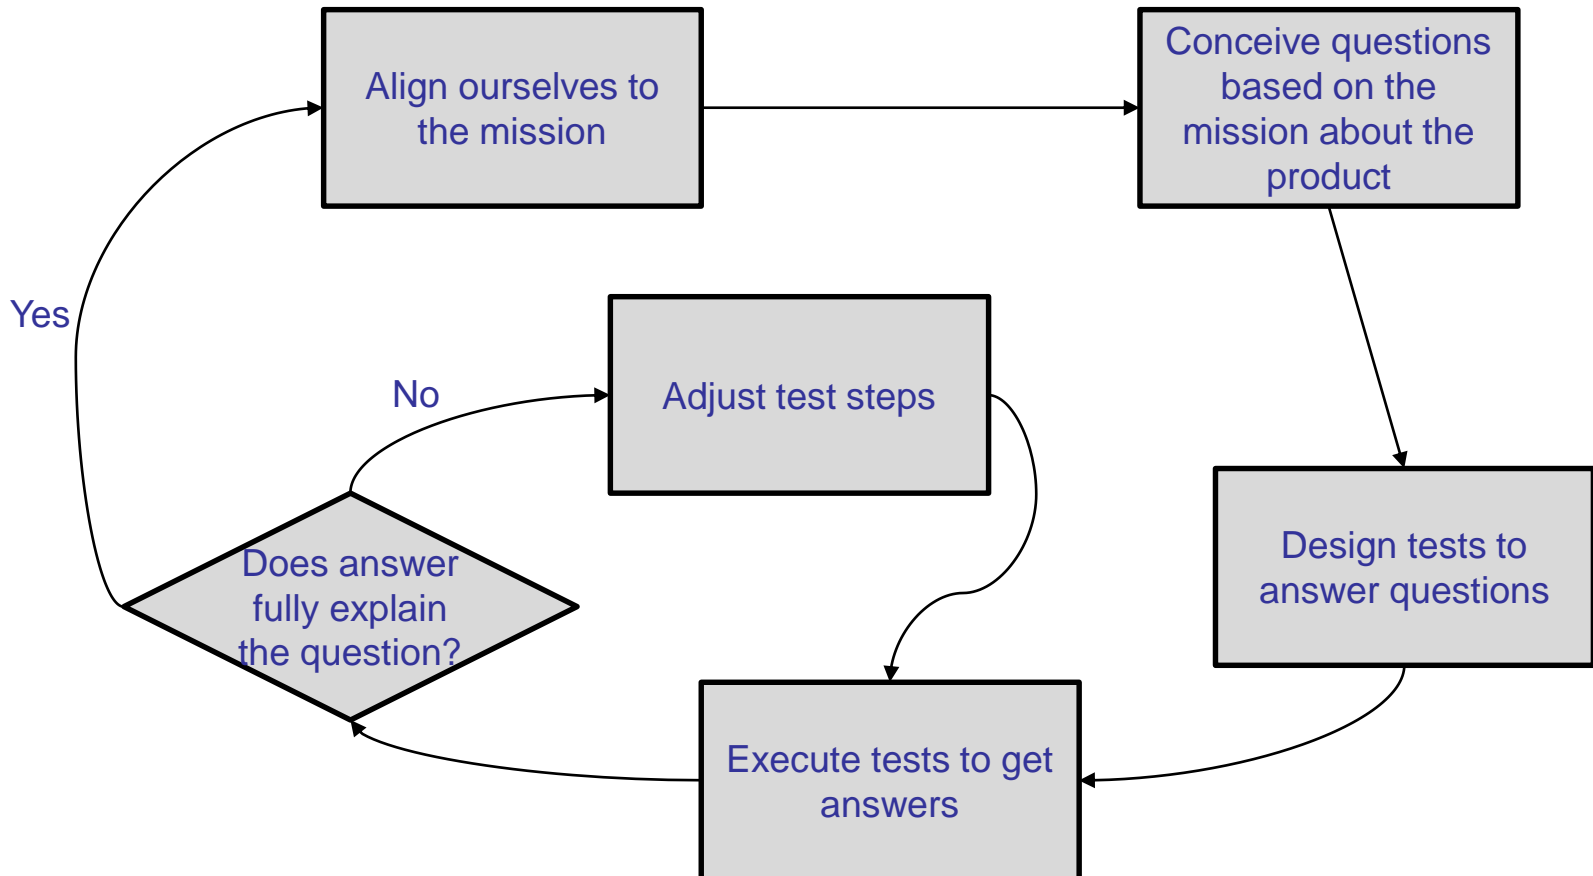 Align ourselves to
the mission
Conceive questions
based on the
mission about the
product
Yes
No
Adjust test steps
Does answer
fully explain
the question?
Design tests to
answer questions
Execute tests to get
answers